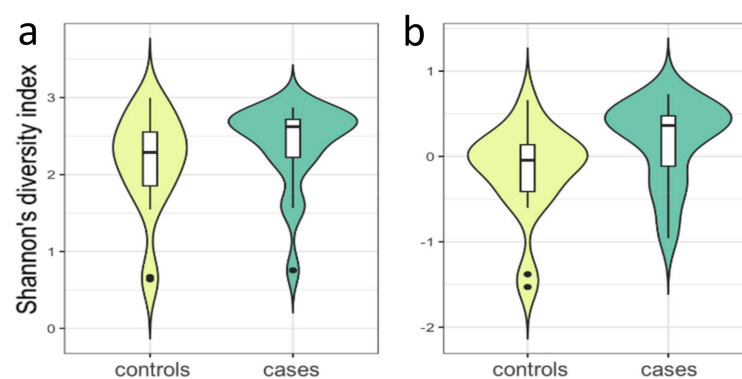 a
b
Shannon's diversity index
3
2
1
0
controls
cases
1
0
-1
-2
controls
cases